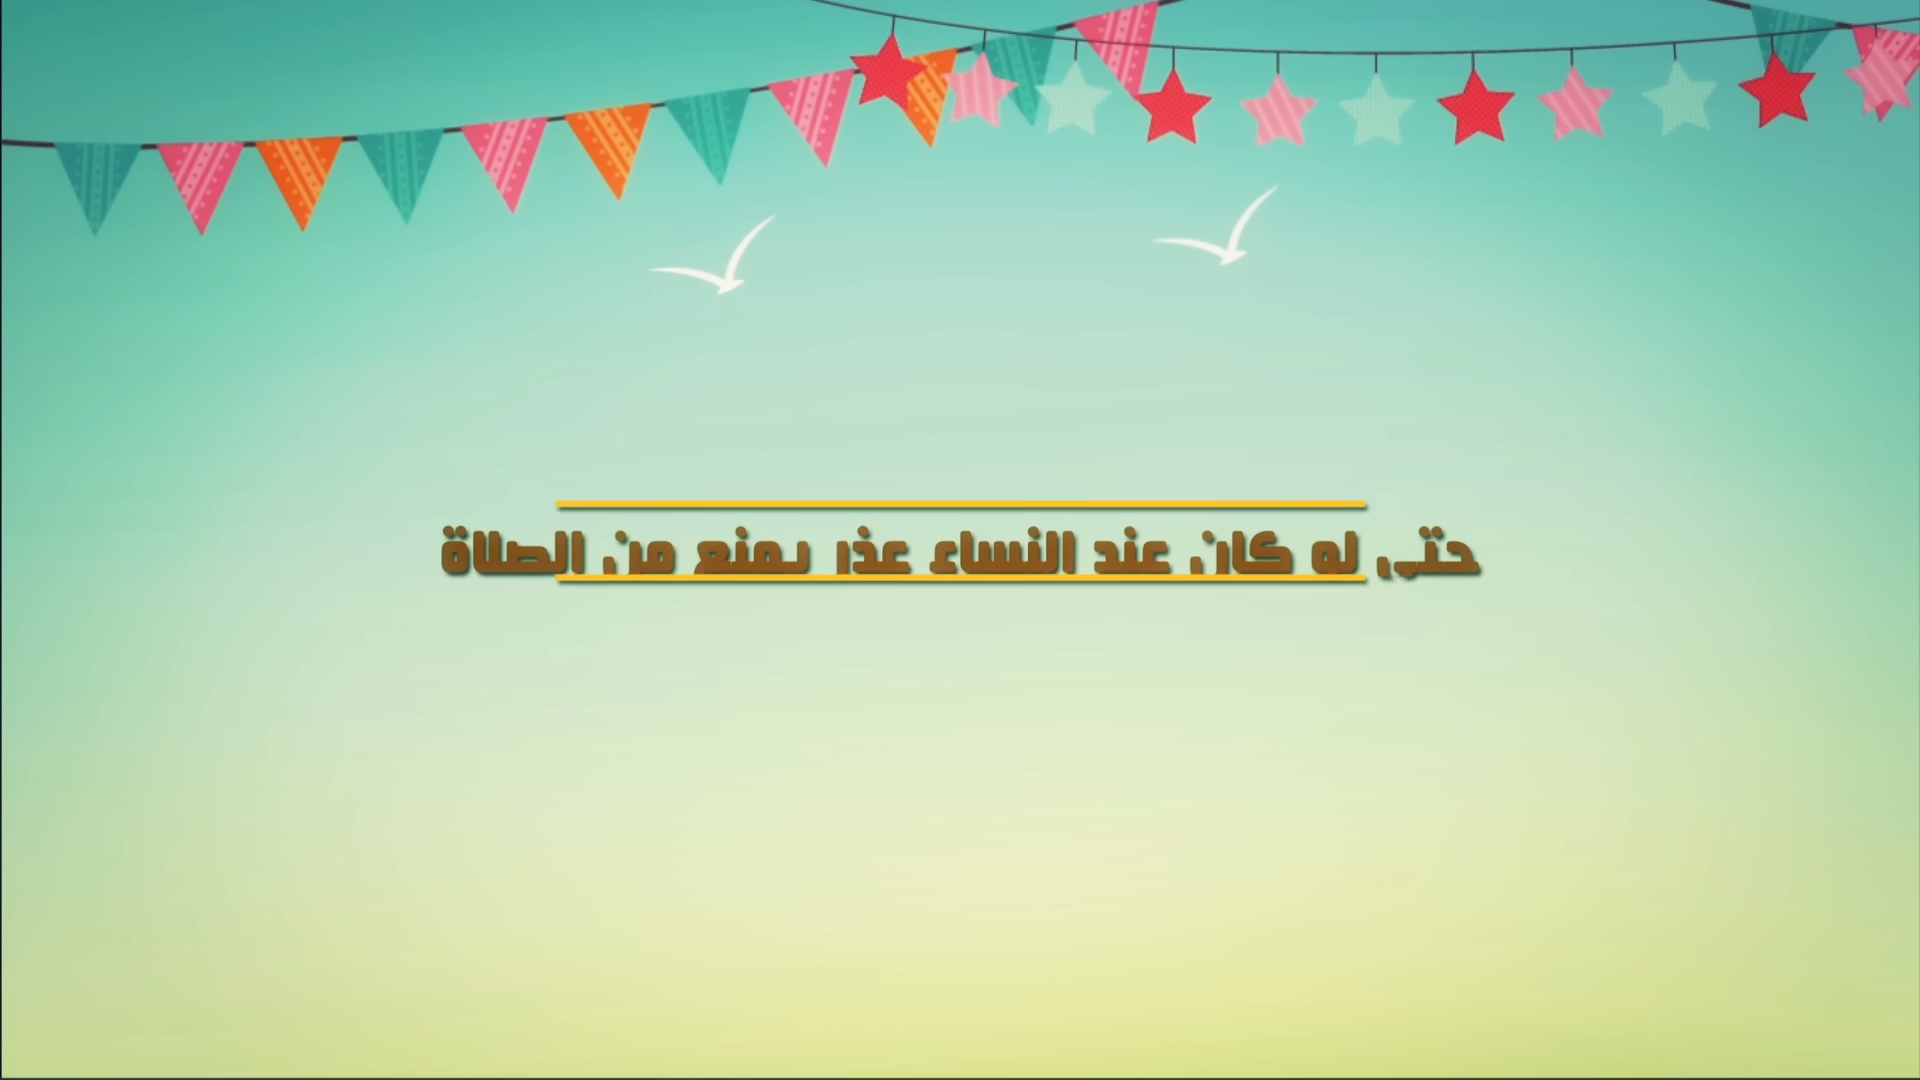 حتى لو كان عند النساء عذر يمنع من الصلاة